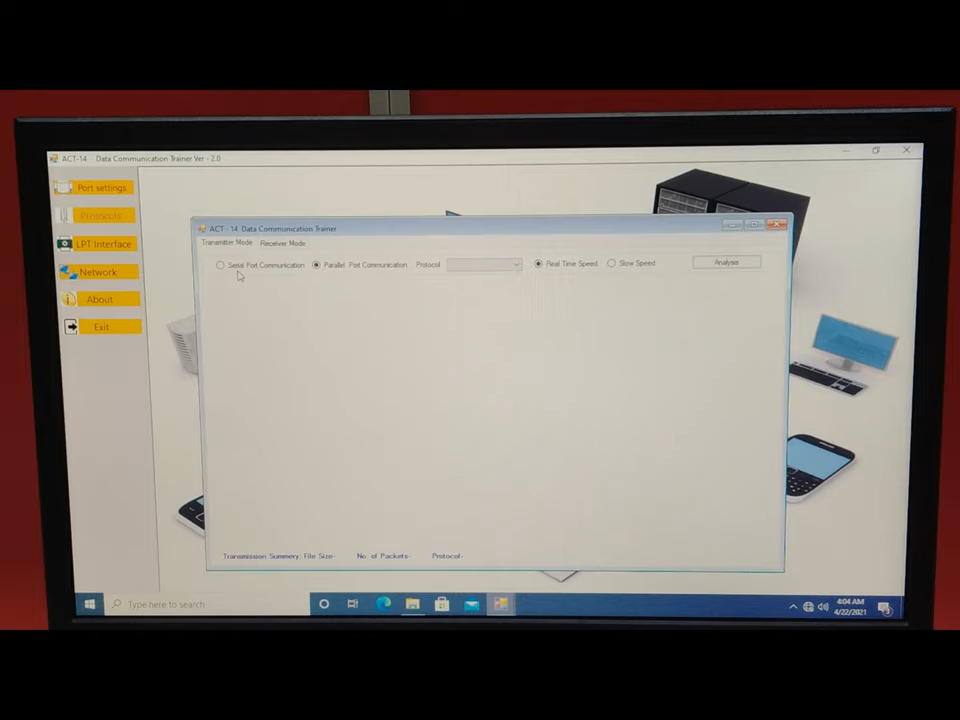 ACT-14 Data Communication Trainer Ver - 2.0
Port settings
Protocols
LPT Interface
Network
About
Exit
ACT - 14 Data Communication Trainer
Transmitter Mode Receiver Mode
Serial Port Communication Parallel Port Communication Protocol Real Time Speed Slow Speed Analysis
Transmission Summery: File Size- No. of Packets- Protocol-
Type here to search
4:04 AM
4/22/2021